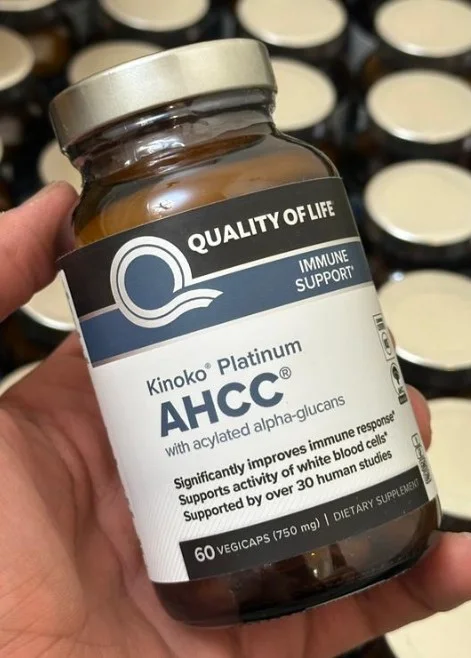 QUALITY OF LIFE®
IMMUNE
SUPPORT*
Kinoko® Platinum
AHCC®
with acylated alpha-glucans
Significantly improves immune response*
Supports activity of white blood cells*
Supported by over 30 human studies
60 VEGICAPS (750 mg) | DIETARY SUPPLEMENT